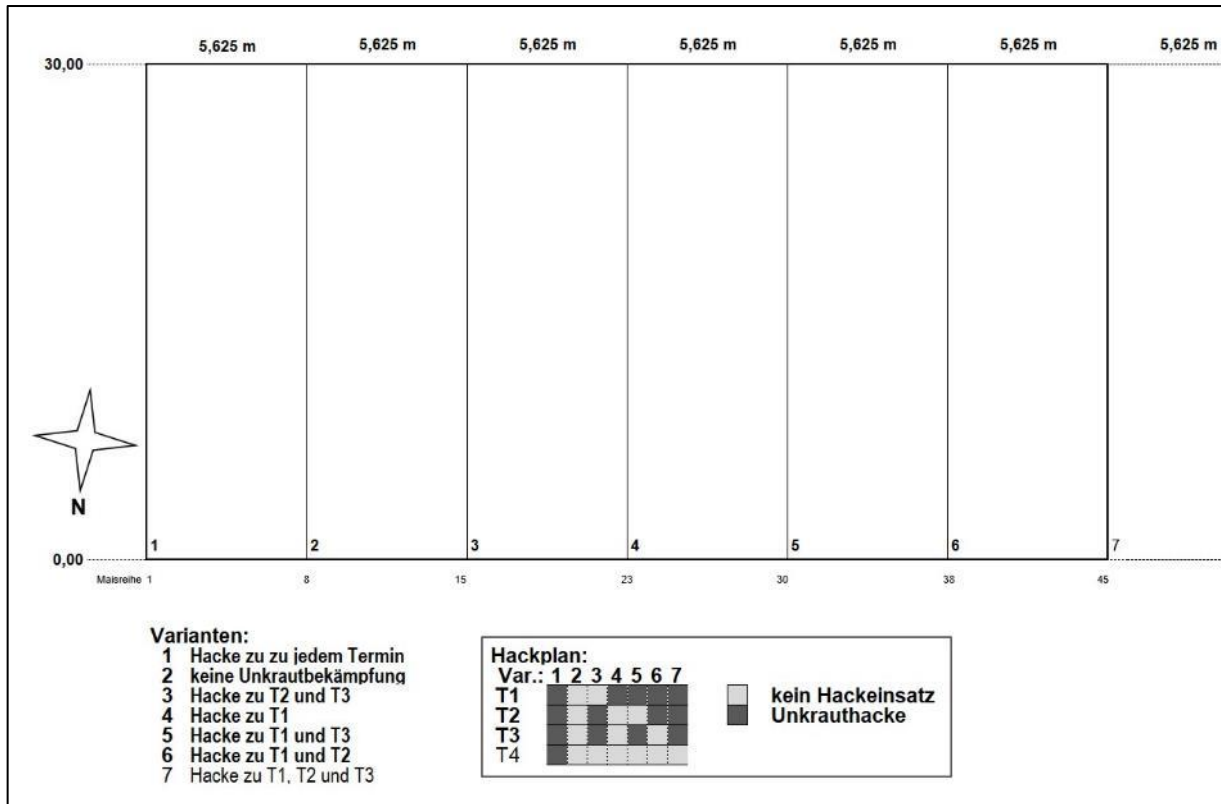 5,625 m 5,625 m 5,625 m 5,625 m 5,625 m 5,625 m 5,625 m
30,00
N
1 2 3 4 5 6 7
0,00
Maisreihe 1 8 15 23 30 38 45
Varianten:
1 Hacke zu zu jedem Termin
2 keine Unkrautbekämpfung
3 Hacke zu T2 und T3
4 Hacke zu T1
5 Hacke zu T1 und T3
6 Hacke zu T1 und T2
7 Hacke zu T1, T2 und T3
Hackplan:
Var.: 1 2 3 4 5 6 7
T1
T2
T3
T4
kein Hackeinsatz
Unkrauthacke